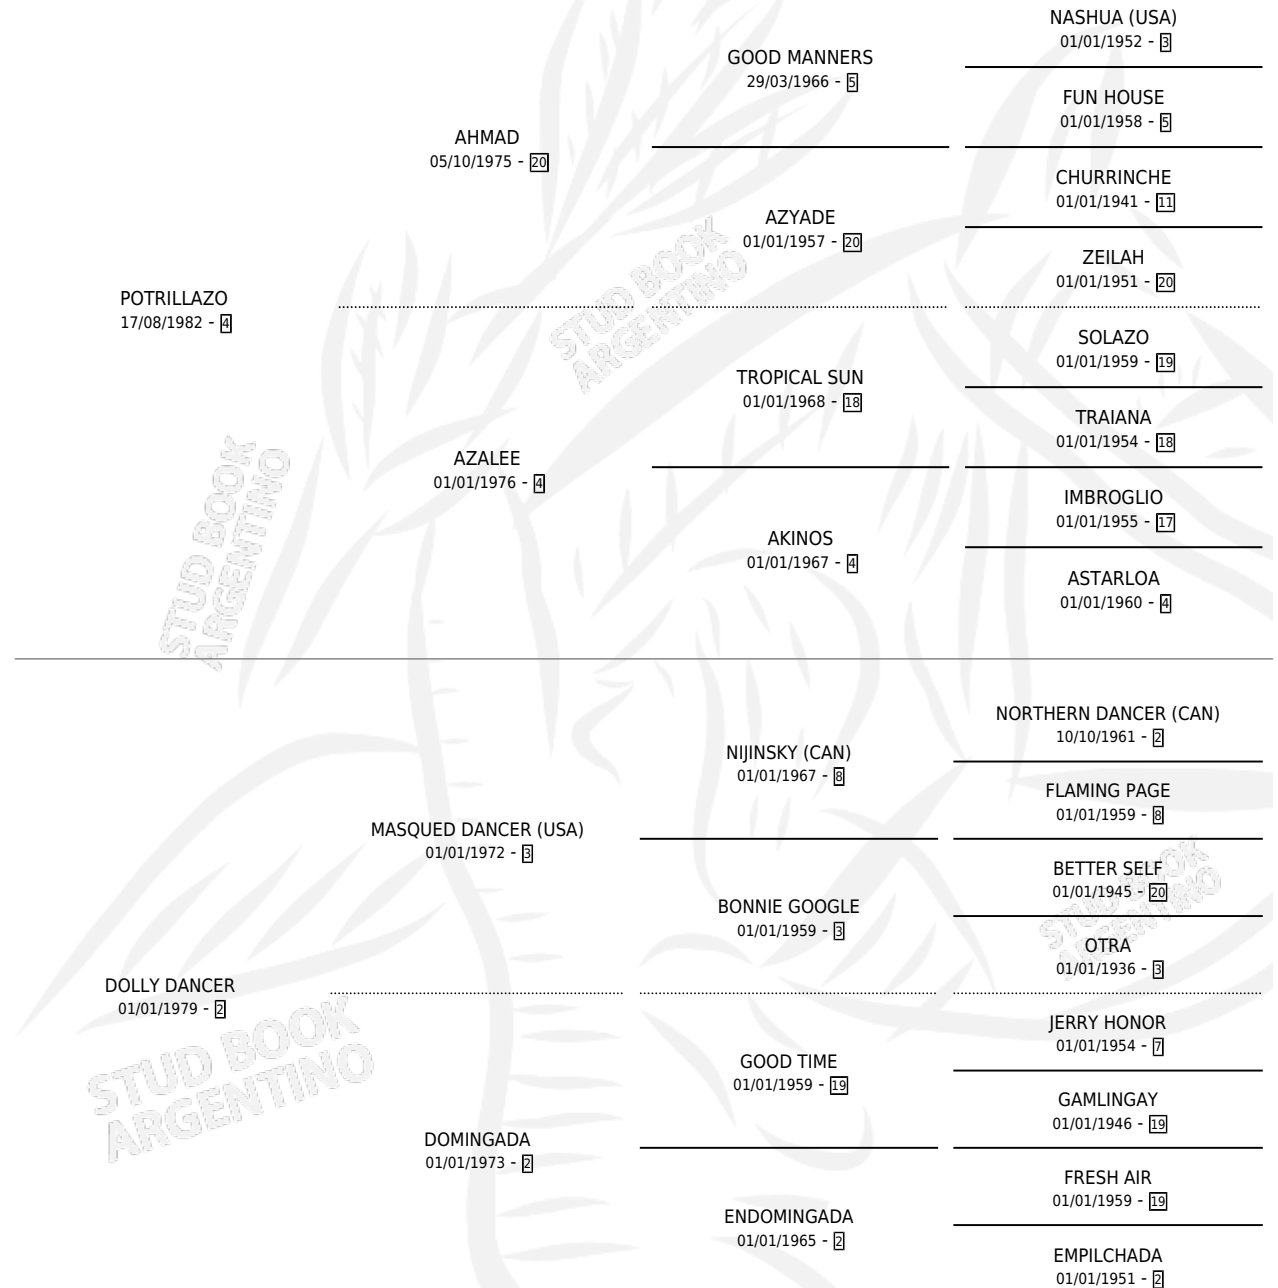 NASHUA (USA)
01/01/1952 - 3
GOOD MANNERS
29/03/1966 - 5
FUN HOUSE
01/01/1958 - 5
AHMAD
05/10/1975 - 20
CHURRINCHE
01/01/1941 - 11
AZYADE
01/01/1957 - 20
ZEILAH
01/01/1951 - 20
POTRILLAZO
17/08/1982 - 4
STUD BOOK
ARGENTINO
SOLAZO
01/01/1959 - 19
TROPICAL SUN
01/01/1968 - 18
TRAIANA
01/01/1954 - 18
AZALEE
01/01/1976 - 4
IMBROGLIO
01/01/1955 - 17
AKINOS
01/01/1967 - 4
ASTARLOA
01/01/1960 - 4
STUD BOOK
ARGENTINO
NORTHERN DANCER (CAN)
10/10/1961 - 2
NIJINSKY (CAN)
01/01/1967 - 8
FLAMING PAGE
01/01/1959 - 8
MASQUED DANCER (USA)
01/01/1972 - 3
BETTER SELF
01/01/1945 - 20
BONNIE GOOGLE
01/01/1959 - 3
STUD BOOK
ARGENTINO
OTRA
01/01/1936 - 3
DOLLY DANCER
01/01/1979 - 2
STUD BOOK
ARGENTINO
JERRY HONOR
01/01/1954 - 7
GOOD TIME
01/01/1959 - 19
GAMLINGAY
01/01/1946 - 19
DOMINGADA
01/01/1973 - 2
FRESH AIR
01/01/1959 - 19
ENDOMINGADA
01/01/1965 - 2
EMPILCHADA
01/01/1951 - 2